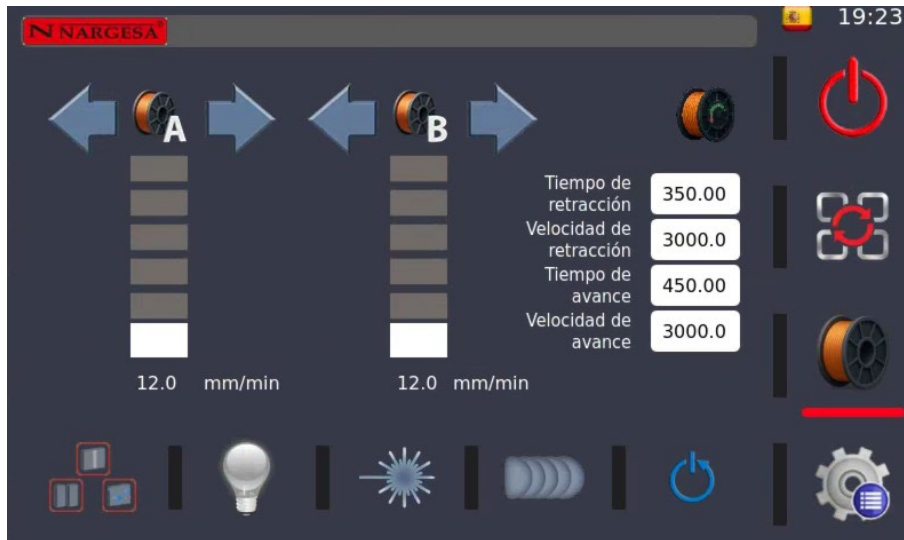 N NARGESA®
19:23
A
B
Tiempo de
retracción
350.00
Velocidad de
retracción
3000.0
Tiempo de
avance
450.00
Velocidad de
avance
3000.0
12.0 mm/min
12.0 mm/min